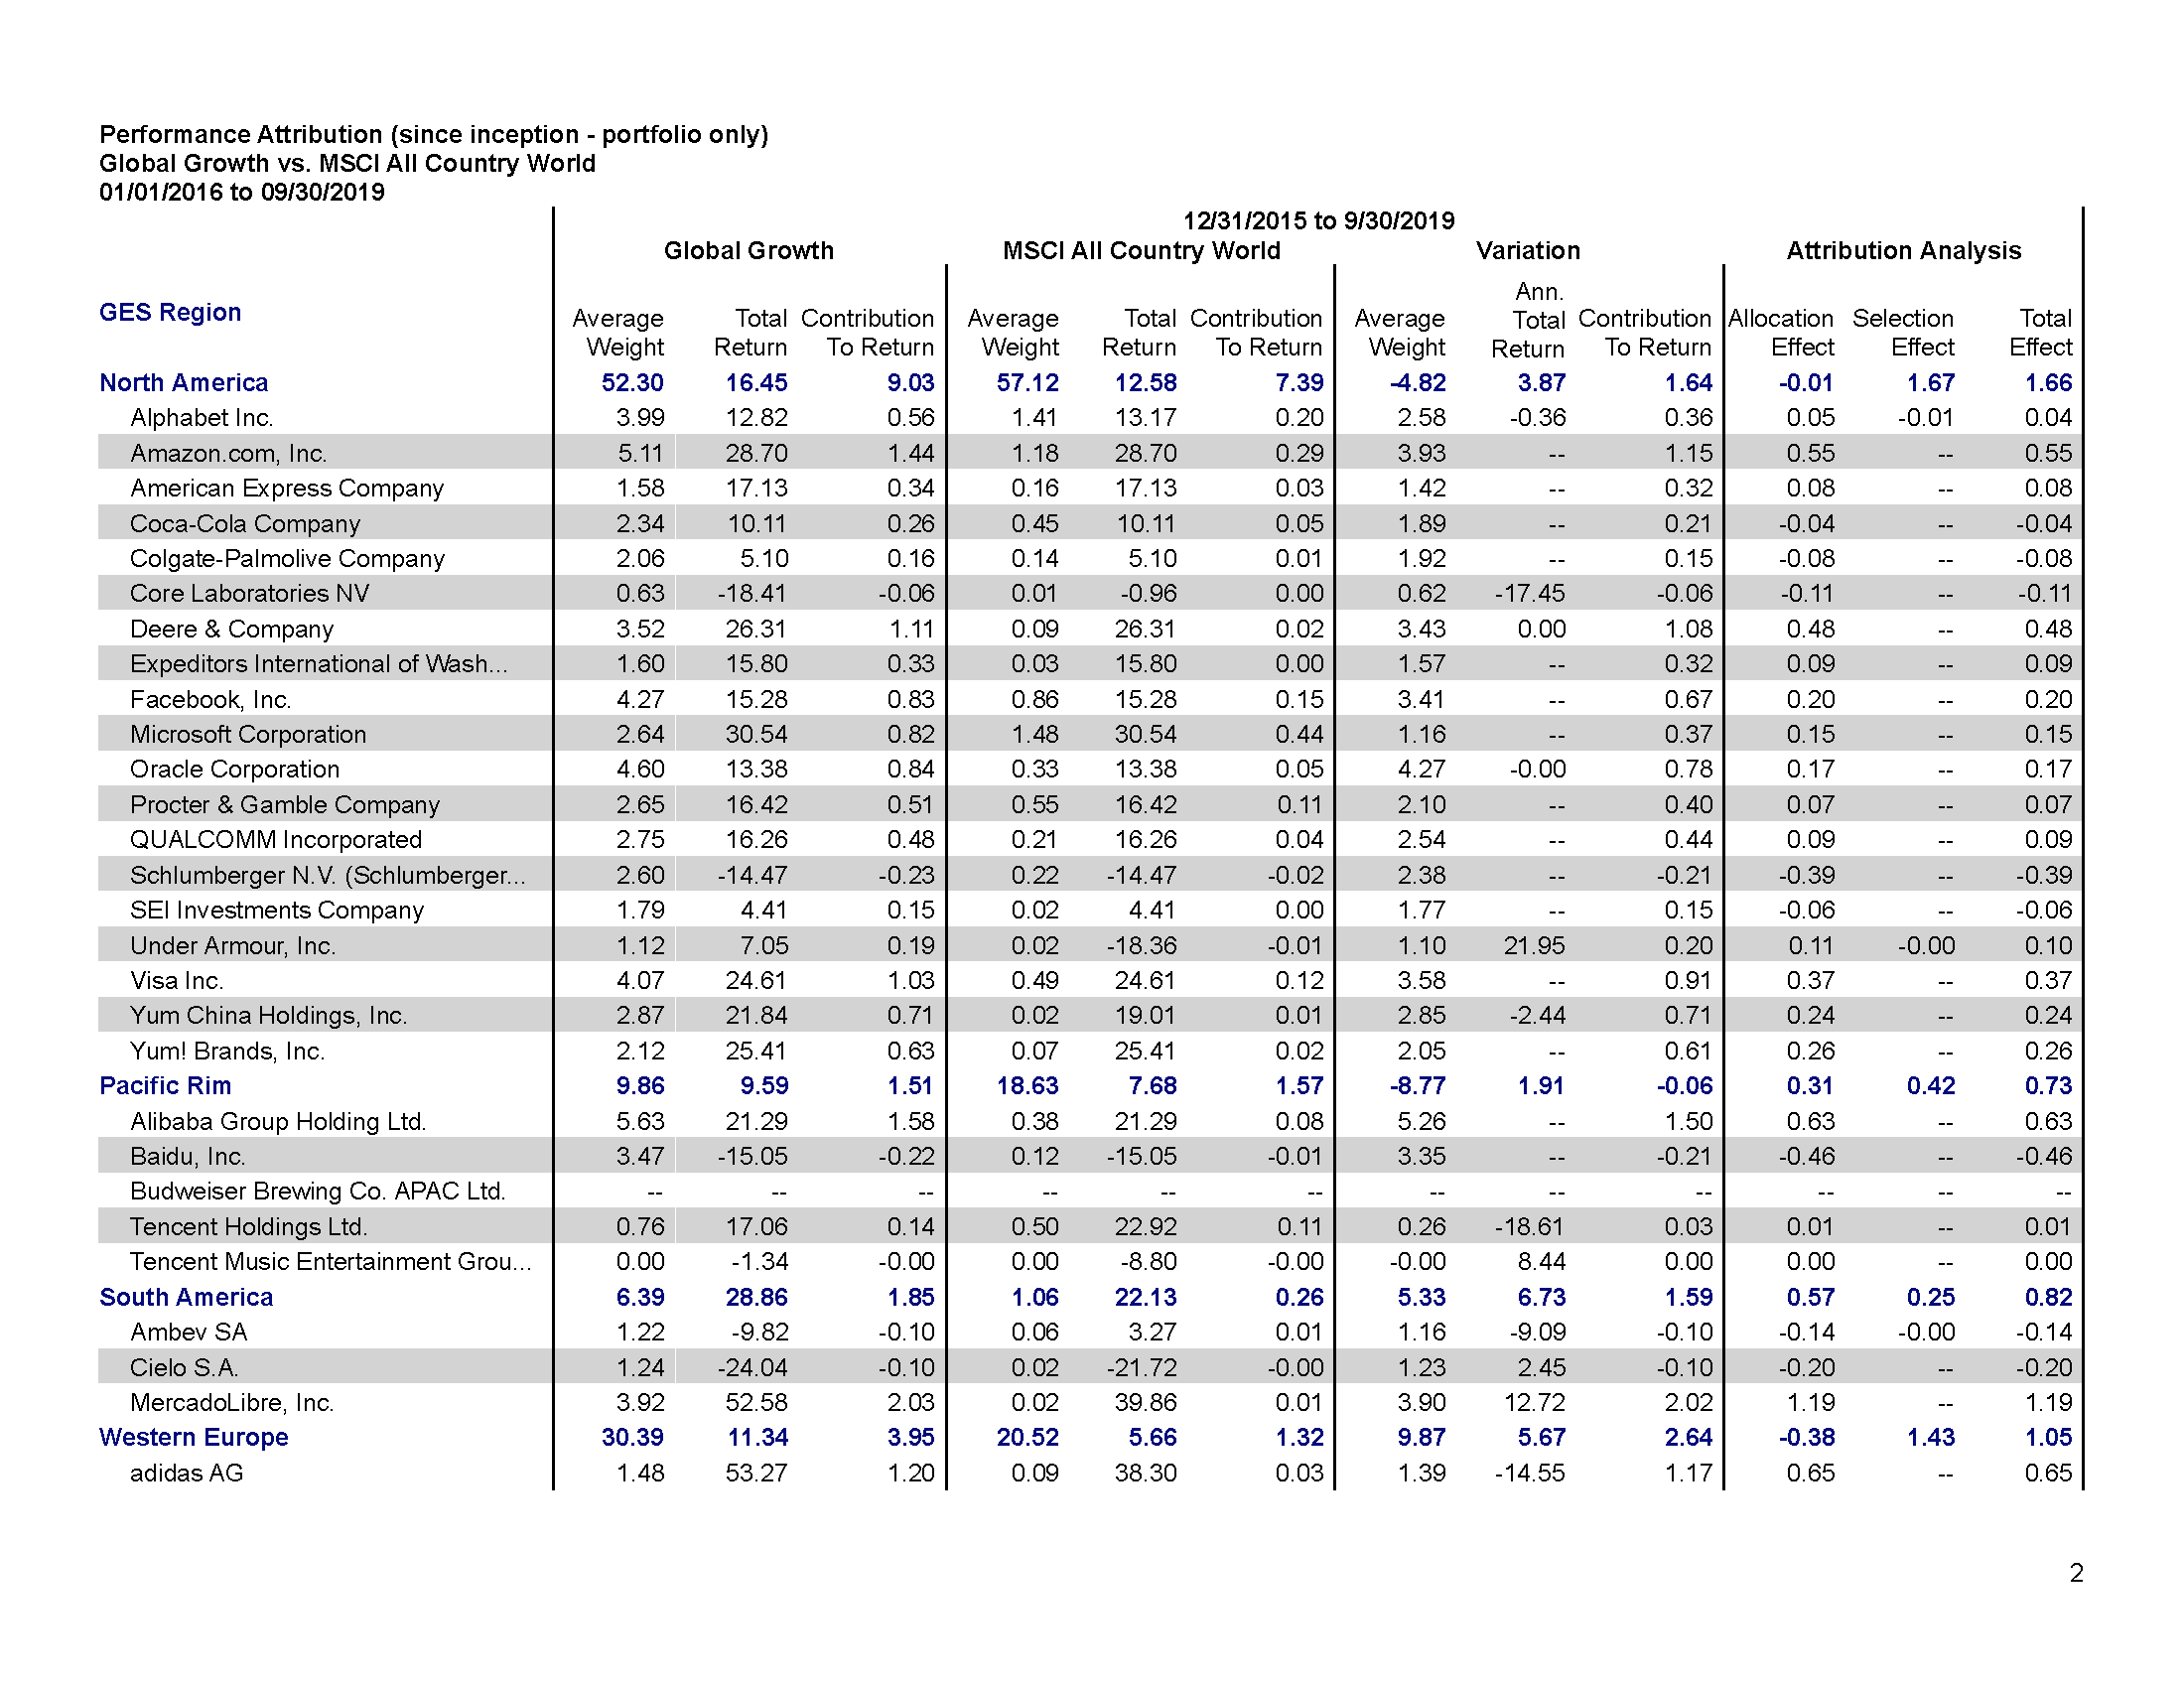 Performance Attribution (since inception - portfolio only)
Global Growth vs. MSCI All Country World
01/01/2016 to 09/30/2019
12/31/2015 to 9/30/2019
Global Growth MSCI All Country World Variation Attribution Analysis
GES Region
Average Weight Total Return Contribution To Return Average Weight Total Return Contribution To Return Average Weight Ann. Total Return Contribution To Return Allocation Effect Selection Effect Total Effect
North America 52.30 16.45 9.03 57.12 12.58 7.39 -4.82 3.87 1.64 -0.01 1.67 1.66
Alphabet Inc. 3.99 12.82 0.56 1.41 13.17 0.20 2.58 -0.36 0.36 0.05 -0.01 0.04
Amazon.com, Inc. 5.11 28.70 1.44 1.18 28.70 0.29 3.93 -- 1.15 0.55 -- 0.55
American Express Company 1.58 17.13 0.34 0.16 17.13 0.03 1.42 -- 0.32 0.08 -- 0.08
Coca-Cola Company 2.34 10.11 0.26 0.45 10.11 0.05 1.89 -- 0.21 -0.04 -- -0.04
Colgate-Palmolive Company 2.06 5.10 0.16 0.14 5.10 0.01 1.92 -- 0.15 -0.08 -- -0.08
Core Laboratories NV 0.63 -18.41 -0.06 0.01 -0.96 0.00 0.62 -17.45 -0.06 -0.11 -- -0.11
Deere & Company 3.52 26.31 1.11 0.09 26.31 0.02 3.43 0.00 1.08 0.48 -- 0.48
Expeditors International of Wash... 1.60 15.80 0.33 0.03 15.80 0.00 1.57 -- 0.32 0.09 -- 0.09
Facebook, Inc. 4.27 15.28 0.83 0.86 15.28 0.15 3.41 -- 0.67 0.20 -- 0.20
Microsoft Corporation 2.64 30.54 0.82 1.48 30.54 0.44 1.16 -- 0.37 0.15 -- 0.15
Oracle Corporation 4.60 13.38 0.84 0.33 13.38 0.05 4.27 -0.00 0.78 0.17 -- 0.17
Procter & Gamble Company 2.65 16.42 0.51 0.55 16.42 0.11 2.10 -- 0.40 0.07 -- 0.07
QUALCOMM Incorporated 2.75 16.26 0.48 0.21 16.26 0.04 2.54 -- 0.44 0.09 -- 0.09
Schlumberger N.V. (Schlumberger... 2.60 -14.47 -0.23 0.22 -14.47 -0.02 2.38 -- -0.21 -0.39 -- -0.39
SEI Investments Company 1.79 4.41 0.15 0.02 4.41 0.00 1.77 -- 0.15 -0.06 -- -0.06
Under Armour, Inc. 1.12 7.05 0.19 0.02 -18.36 -0.01 1.10 21.95 0.20 0.11 -0.00 0.10
Visa Inc. 4.07 24.61 1.03 0.49 24.61 0.12 3.58 -- 0.91 0.37 -- 0.37
Yum China Holdings, Inc. 2.87 21.84 0.71 0.02 19.01 0.01 2.85 -2.44 0.71 0.24 -- 0.24
Yum! Brands, Inc. 2.12 25.41 0.63 0.07 25.41 0.02 2.05 -- 0.61 0.26 -- 0.26
Pacific Rim 9.86 9.59 1.51 18.63 7.68 1.57 -8.77 1.91 -0.06 0.31 0.42 0.73
Alibaba Group Holding Ltd. 5.63 21.29 1.58 0.38 21.29 0.08 5.26 -- 1.50 0.63 -- 0.63
Baidu, Inc. 3.47 -15.05 -0.22 0.12 -15.05 -0.01 3.35 -- -0.21 -0.46 -- -0.46
Budweiser Brewing Co. APAC Ltd. -- -- -- -- -- -- -- -- -- -- -- --
Tencent Holdings Ltd. 0.76 17.06 0.14 0.50 22.92 0.11 0.26 -18.61 0.03 0.01 -- 0.01
Tencent Music Entertainment Grou... 0.00 -1.34 -0.00 0.00 -8.80 -0.00 -0.00 8.44 0.00 0.00 -- 0.00
South America 6.39 28.86 1.85 1.06 22.13 0.26 5.33 6.73 1.59 0.57 0.25 0.82
Ambev SA 1.22 -9.82 -0.10 0.06 3.27 0.01 1.16 -9.09 -0.10 -0.14 -0.00 -0.14
Cielo S.A. 1.24 -24.04 -0.10 0.02 -21.72 -0.00 1.23 2.45 -0.10 -0.20 -- -0.20
MercadoLibre, Inc. 3.92 52.58 2.03 0.02 39.86 0.01 3.90 12.72 2.02 1.19 -- 1.19
Western Europe 30.39 11.34 3.95 20.52 5.66 1.32 9.87 5.67 2.64 -0.38 1.43 1.05
adidas AG 1.48 53.27 1.20 0.09 38.30 0.03 1.39 -14.55 1.17 0.65 -- 0.65
2